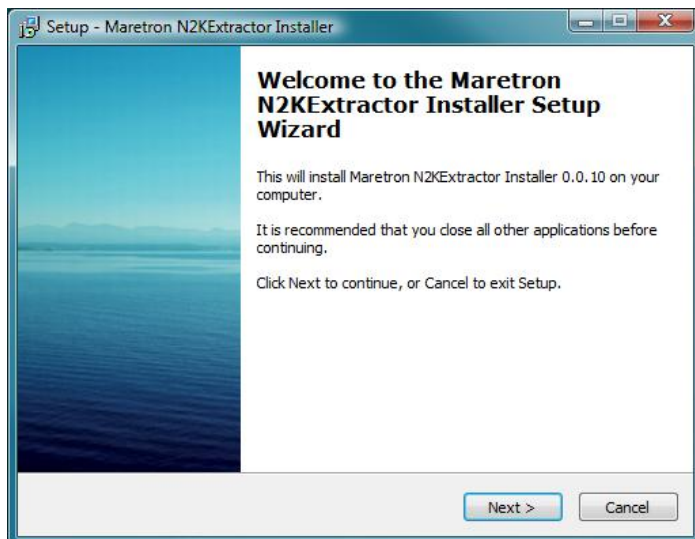 Setup - Maretron N2KExtractor Installer
Welcome to the Maretron
N2KExtractor Installer Setup
Wizard
This will install Maretron N2KExtractor Installer 0.0.10 on your
computer.
It is recommended that you close all other applications before
continuing.
Click Next to continue, or Cancel to exit Setup.
Next >
Cancel